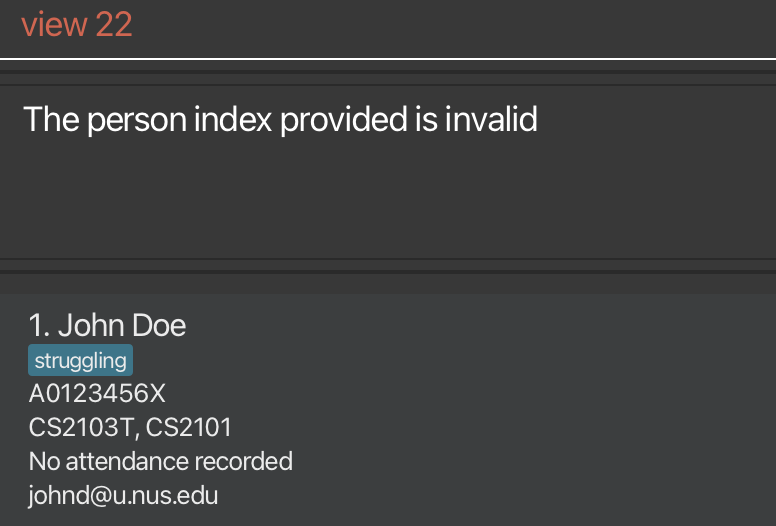 view 22
The person index provided is invalid
1. John Doe
struggling
A0123456X
CS2103T, CS2101
No attendance recorded
johnd@u.nus.edu